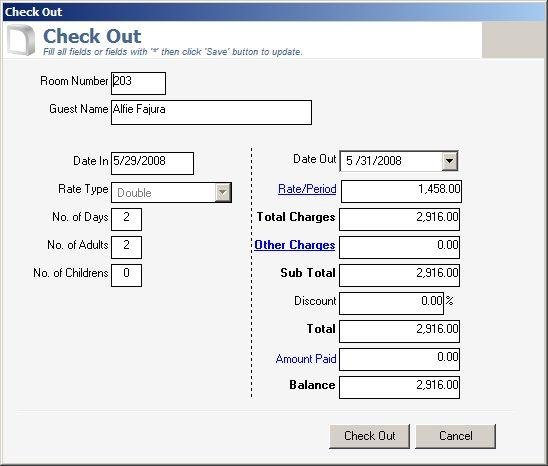 Check Out
Check Out
Fill all fields or fields with '*' then click 'Save' button to update.
Room Number 203
Guest Name Alfie Fajura
Date In 5/29/2008
Rate Type Double
No. of Days 2
No. of Adults 2
No. of Childrens 0
Date Out 5 /31/2008
Rate/Period 1,458.00
Total Charges 2,916.00
Other Charges 0.00
Sub Total 2,916.00
Discount 0.00 %
Total 2,916.00
Amount Paid 0.00
Balance 2,916.00
Check Out Cancel